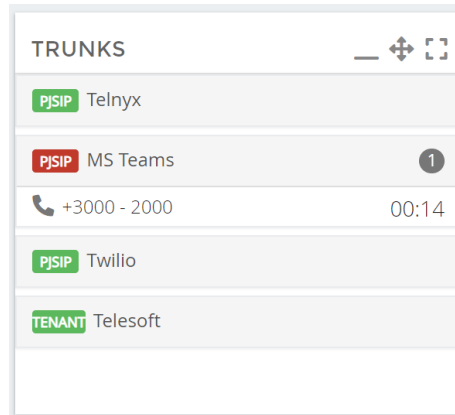 TRUNKS
PJSIP Telnyx
PJSIP MS Teams 1
+3000 - 2000 00:14
PJSIP Twilio
TENANT Telesoft